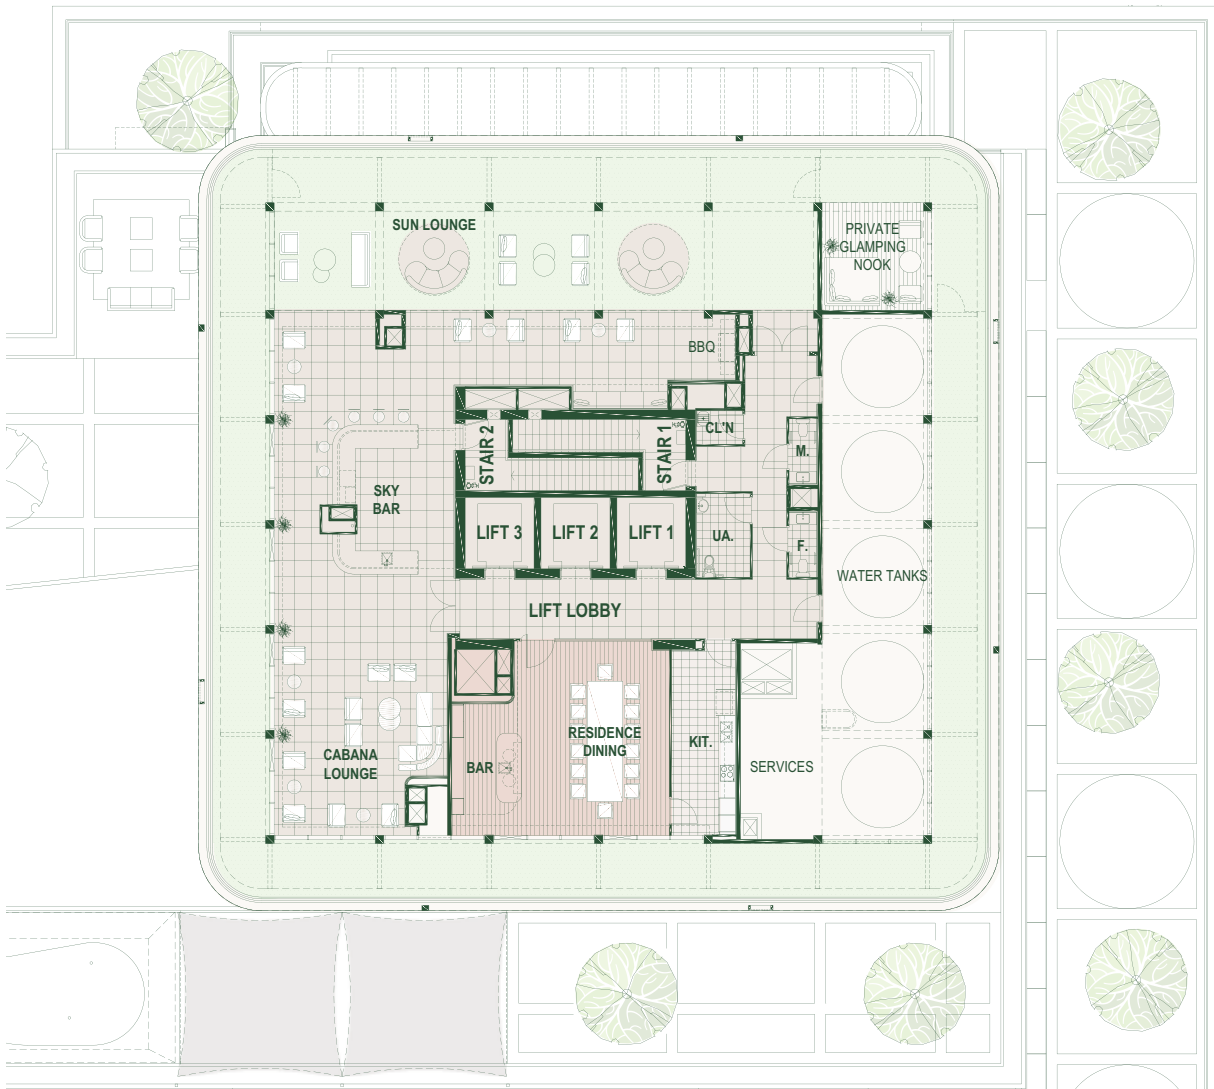 SUN LOUNGE
PRIVATE
GLAMPING
NOOK
BBQ
CL'N
STAIR 2
STAIR 1
M.
SKY
BAR
LIFT 3
LIFT 2
LIFT 1
UA.
F.
WATER TANKS
LIFT LOBBY
RESIDENCE
DINING
KIT.
CABANA
LOUNGE
BAR
SERVICES